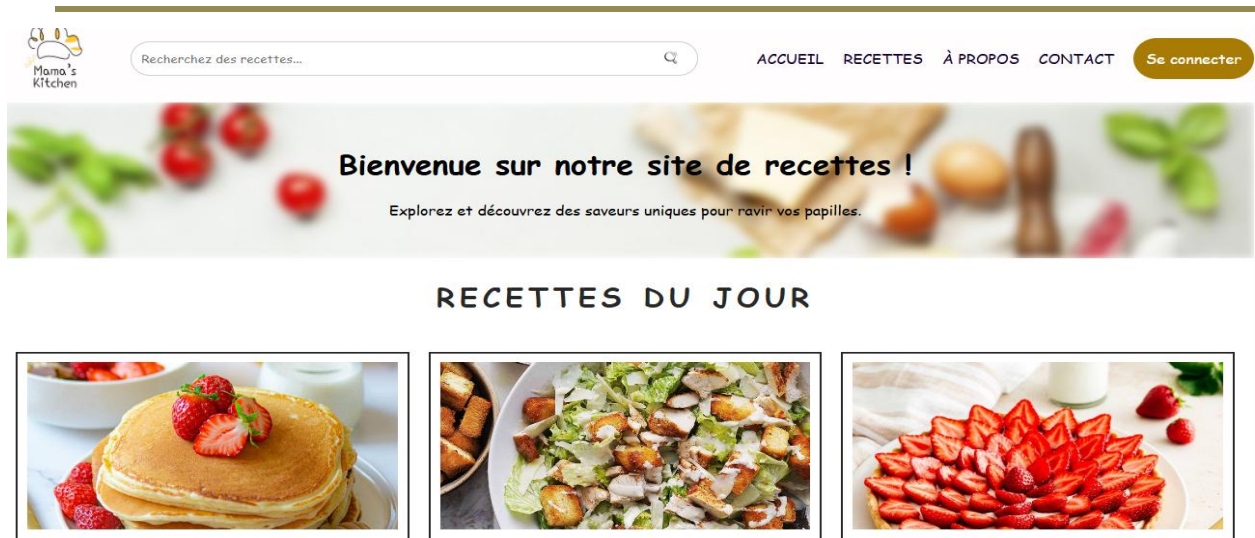 Mama's
Kitchen
Recherchez des recettes...
ACCUEIL RECETTES À PROPOS CONTACT Se connecter
Bienvenue sur notre site de recettes !
Explorez et découvrez des saveurs uniques pour ravir vos papilles.
RECETTES DU JOUR